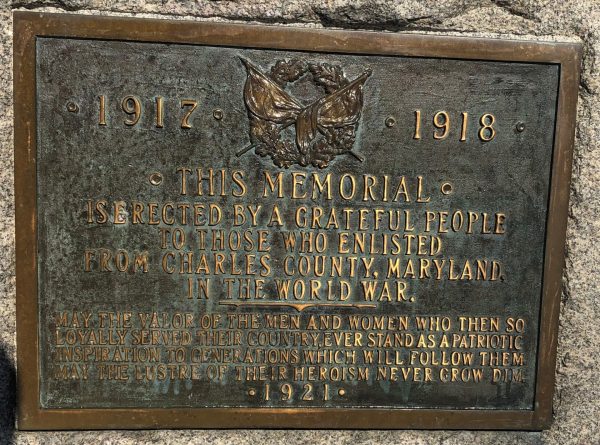 1917 1918
THIS MEMORIAL
IS ERECTED BY A GRATEFUL PEOPLE
TO THOSE WHO ENLISTED
FROM CHARLES COUNTY, MARYLAND,
IN THE WORLD WAR.
MAY THE VALOR OF THE MEN AND WOMEN WHO THEN SO
LOYALLY SERVED THEIR COUNTRY, EVER STAND AS A PATRIOTIC
INSPIRATION TO GENERATIONS WHICH WILL FOLLOW THEM
MAY THE LUSTRE OF THEIR HEROISM NEVER GROW DIM
·1921·